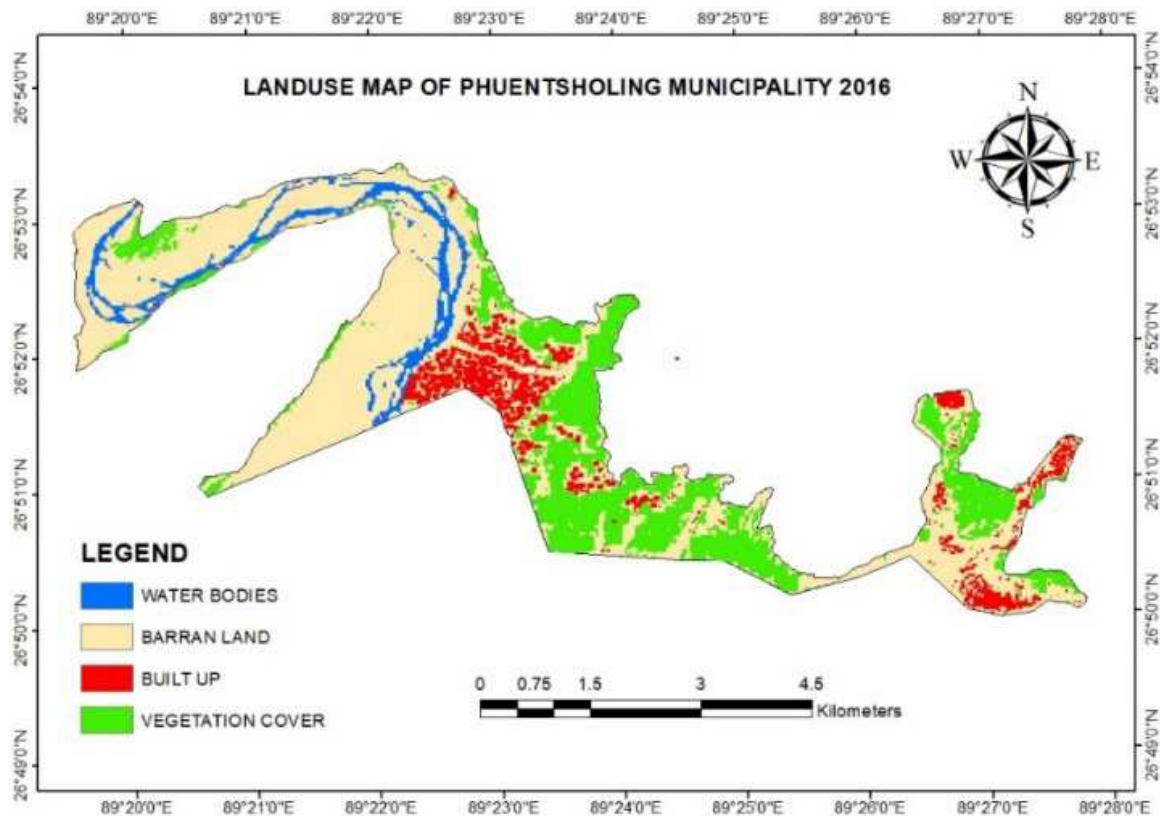 89°20'0"E 89°21'0"E 89°22'0"E 89°23'0"E 89°24'0"E 89°25'0"E 89°26'0"E 89°27'0"E 89°28'0"E
LANDUSE MAP OF PHUENTSHOLING MUNICIPALITY 2016
N
W E
S
26°54'0"N 26°54'0"N
26°53'0"N 26°53'0"N
26°52'0"N 26°52'0"N
26°51'0"N 26°51'0"N
26°50'0"N 26°50'0"N
26°49'0"N 26°49'0"N
LEGEND
WATER BODIES
BARRAN LAND
BUILT UP
VEGETATION COVER
0 0.75 1.5 3 4.5
Kilometers
89°20'0"E 89°21'0"E 89°22'0"E 89°23'0"E 89°24'0"E 89°25'0"E 89°26'0"E 89°27'0"E 89°28'0"E